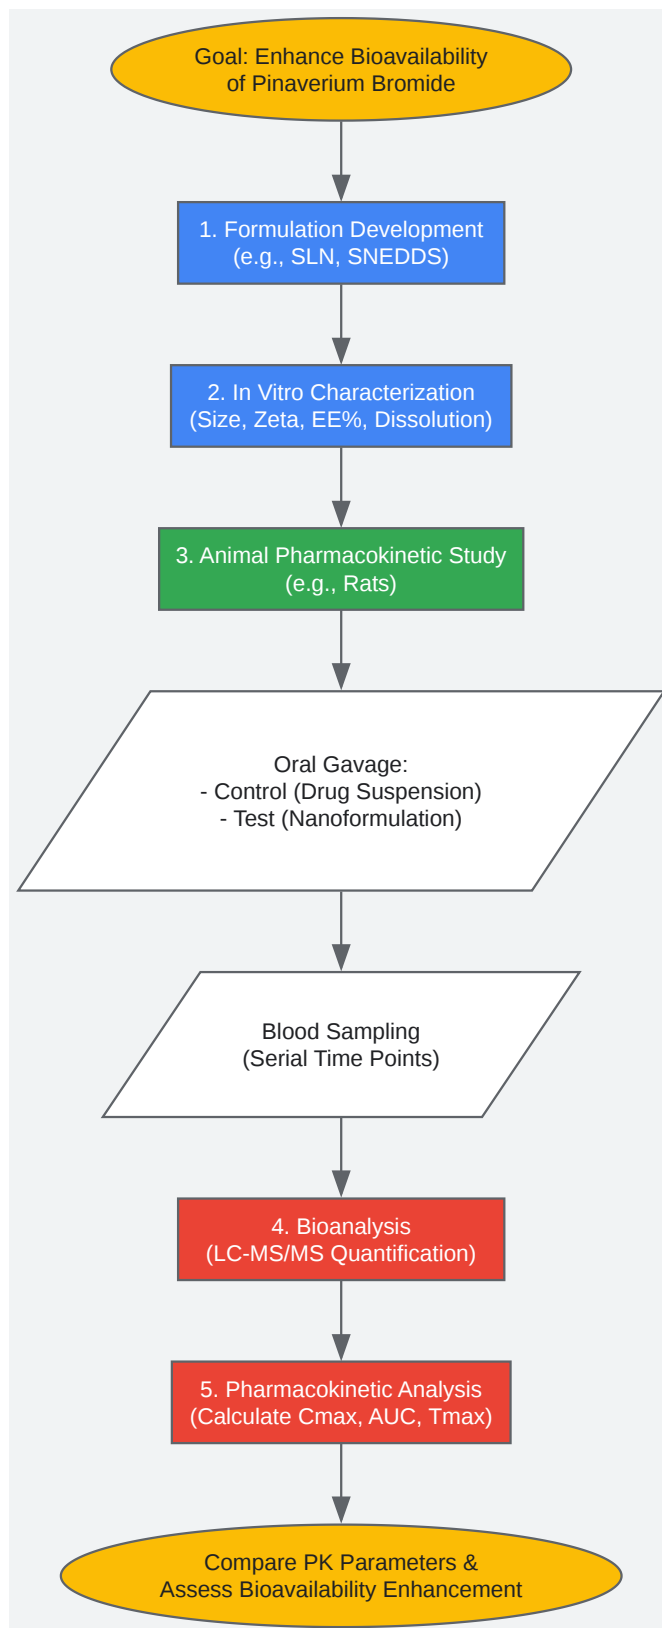 Goal: Enhance Bioavailability
of Pinaverium Bromide
1. Formulation Development
(e.g., SLN, SNEDDS)
2. In Vitro Characterization
(Size, Zeta, EE%, Dissolution)
3. Animal Pharmacokinetic Study
(e.g., Rats)
Oral Gavage:
- Control (Drug Suspension)
- Test (Nanoformulation)
Blood Sampling
(Serial Time Points)
4. Bioanalysis
(LC-MS/MS Quantification)
5. Pharmacokinetic Analysis
(Calculate Cmax, AUC, Tmax)
Compare PK Parameters &
Assess Bioavailability Enhancement